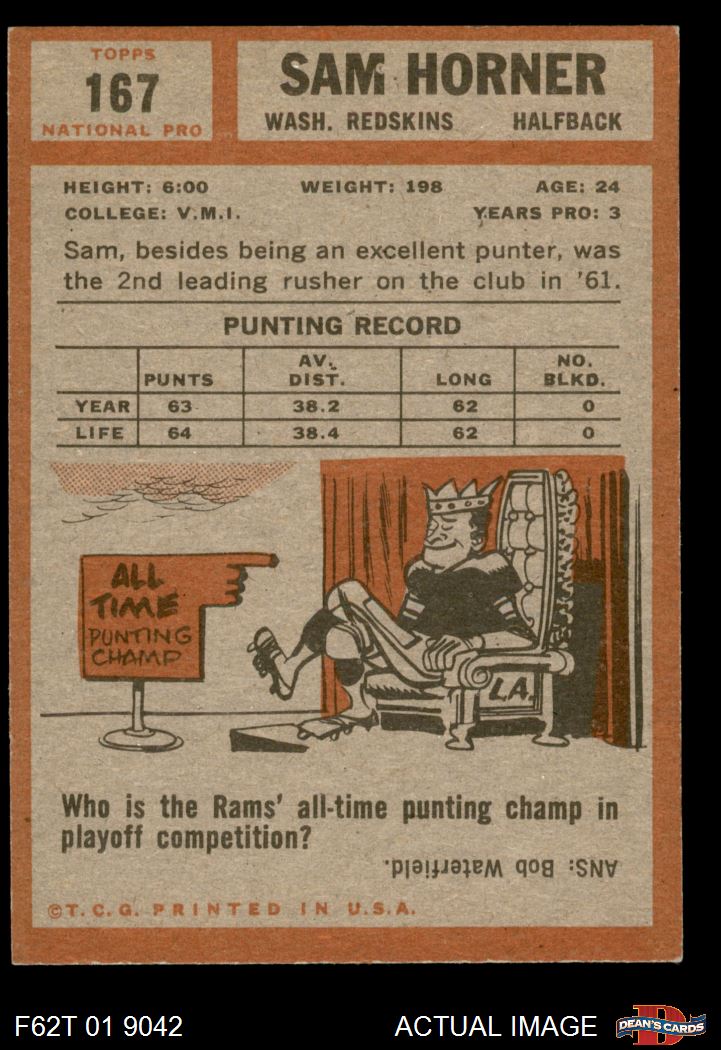 TOPPS
167
NATIONAL PRO
SAM HORNER
WASH. REDSKINS HALFBACK
HEIGHT: 6:00 WEIGHT: 198 AGE: 24
COLLEGE: V.M.I. YEARS PRO: 3
Sam, besides being an excellent punter, was
the 2nd leading rusher on the club in '61.
PUNTING RECORD
PUNTS AV. DIST. LONG NO. BLKD.
YEAR 63 38.2 62 0
LIFE 64 38.4 62 0
ALL
TIME
PUNTING
CHAMP
L.A.
Who is the Rams' all-time punting champ in
playoff competition?
ANS: Bob Waterfield.
©T.C.G. PRINTED IN U.S.A.
F62T 01 9042 ACTUAL IMAGE
D
DEAN'S CARDS